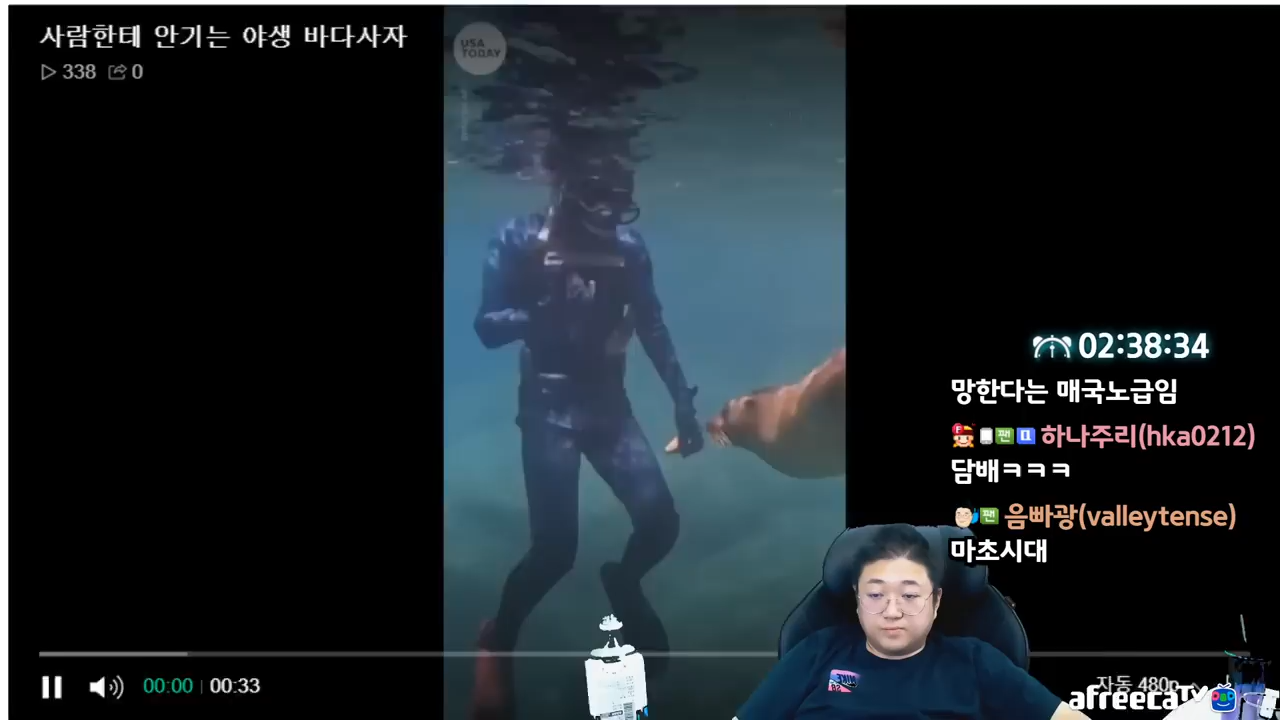 사람한테 안기는 야생 바다사자
338 0
USA
TODAY
02:38:34
망한다는 매국노급임
하나주리(hka0212)
담배ㅋㅋㅋ
음빠광(valleytense)
마초시대
00:00 | 00:33
자동 480p
afreecaTV